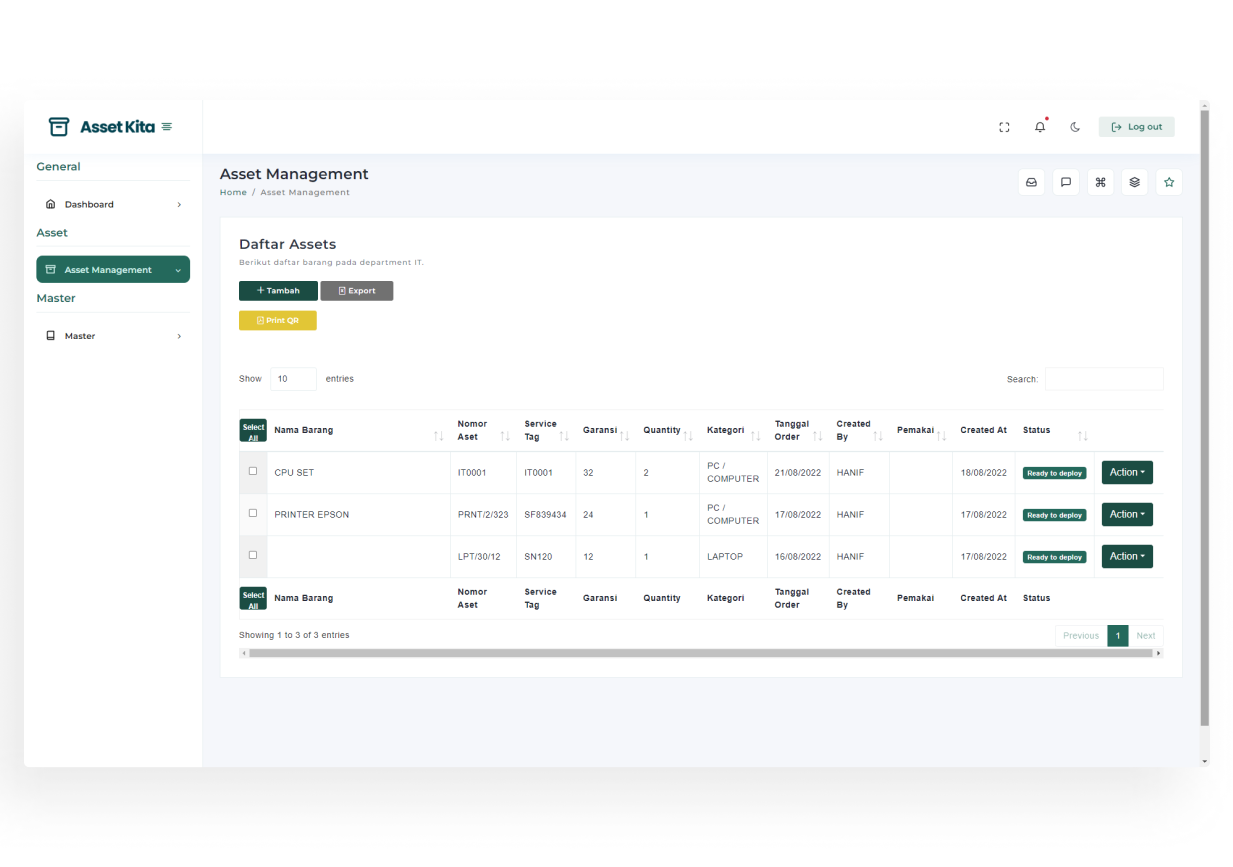 Asset Kita
Log out
General
Dashboard
Asset
Asset Management
Master
Master
Asset Management
Home / Asset Management
Daftar Assets
Berikut daftar barang pada department IT.
+ Tambah Export
Print QR
Show 10 entries Search:
Select All Nama Barang Nomor Aset Service Tag Garansi Quantity Kategori Tanggal Order Created By Pemakai Created At Status
CPU SET IT0001 IT0001 32 2 PC / COMPUTER 21/08/2022 HANIF 18/08/2022 Ready to deploy Action
PRINTER EPSON PRNT/2/323 SF839434 24 1 PC / COMPUTER 17/08/2022 HANIF 17/08/2022 Ready to deploy Action
LPT/30/12 SN120 12 1 LAPTOP 16/08/2022 HANIF 17/08/2022 Ready to deploy Action
Select All Nama Barang Nomor Aset Service Tag Garansi Quantity Kategori Tanggal Order Created By Pemakai Created At Status
Showing 1 to 3 of 3 entries Previous 1 Next